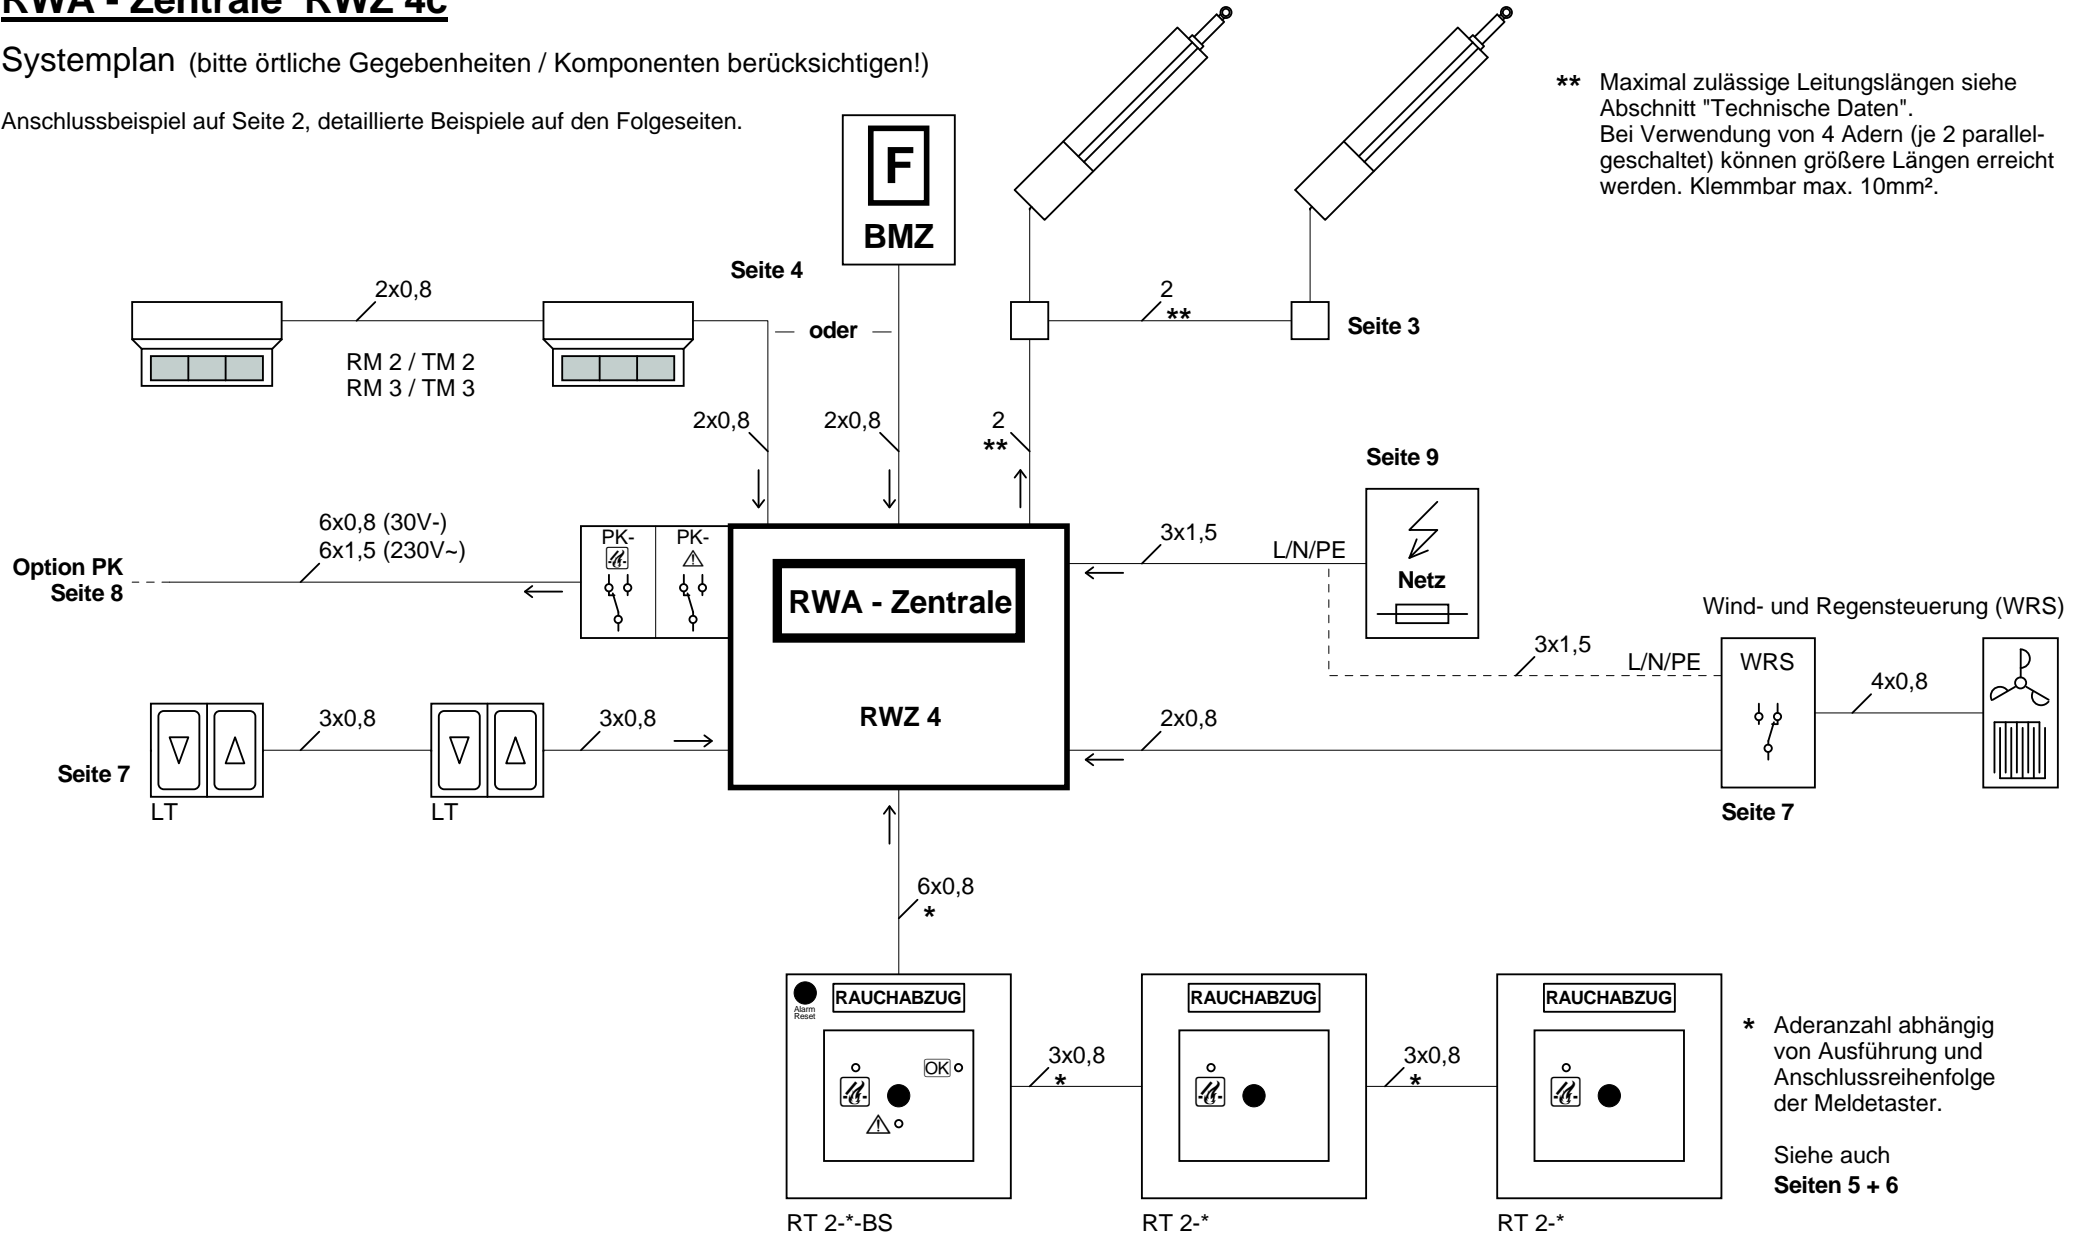 RWA - Zentrale RWZ 4c
Systemplan (bitte örtliche Gegebenheiten / Komponenten berücksichtigen!)
Anschlussbeispiel auf Seite 2, detaillierte Beispiele auf den Folgeseiten.
** Maximal zulässige Leitungslängen siehe
Abschnitt "Technische Daten".
Bei Verwendung von 4 Adern (je 2 parallel-
geschaltet) können größere Längen erreicht
werden. Klemmbar max. 10mm².
F
BMZ
Seite 4
2x0,8
RM 2 / TM 2
RM 3 / TM 3
oder
2
**
Seite 3
2x0,8
2x0,8
2
**
Seite 9
Netz
3x1,5
L/N/PE
6x0,8 (30V-)
6x1,5 (230V~)
Option PK
Seite 8
PK-
PK-
RWA - Zentrale
RWZ 4
Wind- und Regensteuerung (WRS)
3x1,5
L/N/PE
WRS
4x0,8
2x0,8
Seite 7
3x0,8
3x0,8
Seite 7
LT
LT
6x0,8
*
Alarm
Reset
RAUCHABZUG
OK
3x0,8
*
RAUCHABZUG
3x0,8
*
RAUCHABZUG
RT 2-*-BS
RT 2-*
RT 2-*
* Aderanzahl abhängig
von Ausführung und
Anschlussreihenfolge
der Meldetaster.
Siehe auch
Seiten 5 + 6